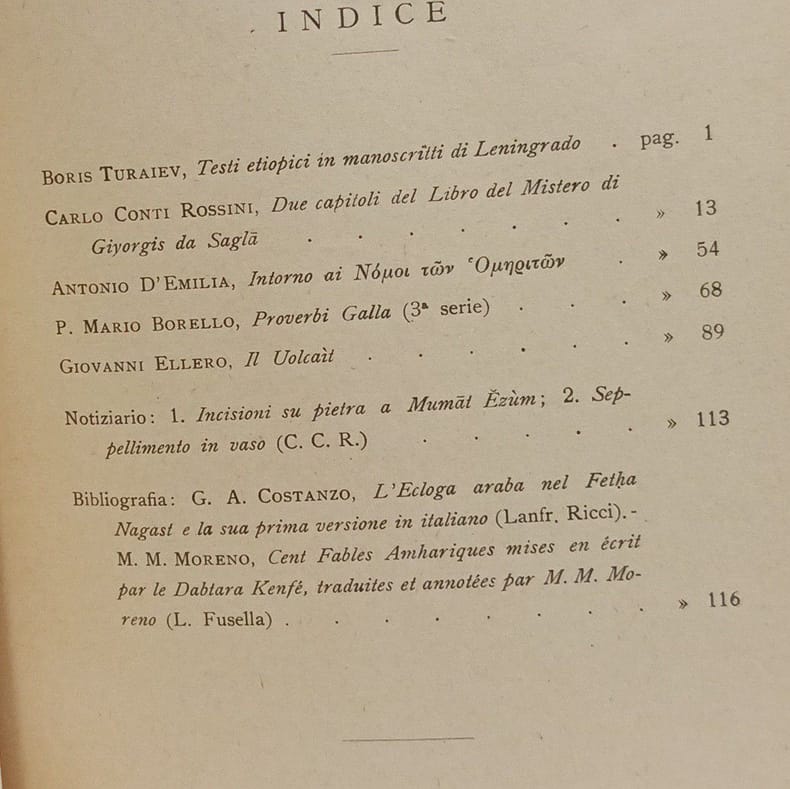 INDICE
BORIS TURAIEV, Testi etiopici in manoscritti di Leningrado . pag. 1
CARLO CONTI ROSSINI, Due capitoli del Libro del Mistero di
Giyorgis da Saglā . . . . . . » 13
ANTONIO D'EMILIA, Intorno ai Νόμοι τῶν Ὁμηριτῶν . » 54
P. MARIO BORELLO, Proverbi Galla (3ª serie) . . . » 68
GIOVANNI ELLERO, Il Uolcaìt . . . . . . » 89
Notiziario: 1. Incisioni su pietra a Mumāt Ĕzùm; 2. Sep-
pellimento in vaso (C. C. R.) . . . . . » 113
Bibliografia: G. A. COSTANZO, L'Ecloga araba nel Fetḥa
Nagast e la sua prima versione in italiano (Lanfr. Ricci). -
M. M. MORENO, Cent Fables Amhariques mises en écrit
par le Dabtara Kenfé, traduites et annotées par M. M. Mo-
reno (L. Fusella) . . . . . . . . » 116